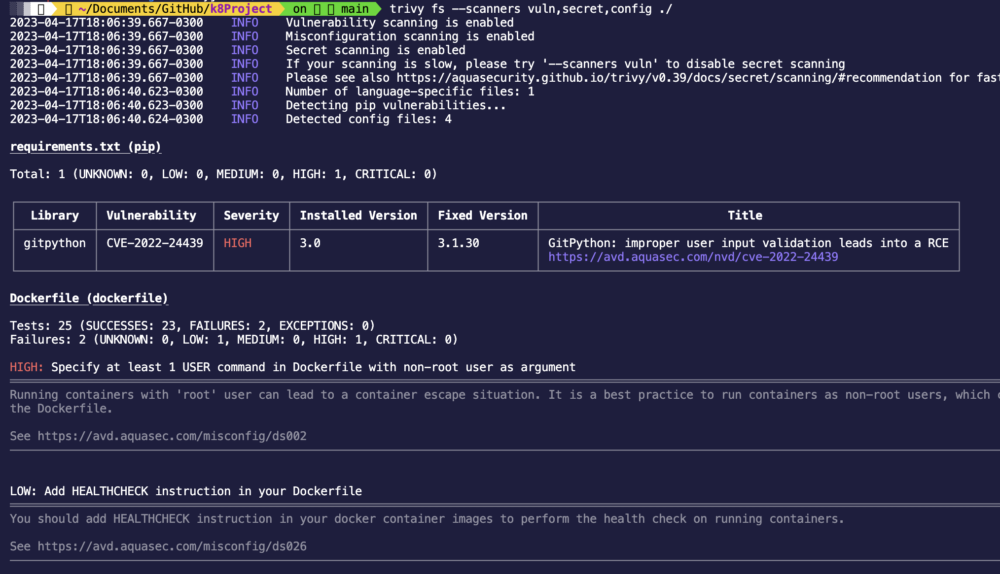 ~/Documents/GitHub/k8Project on main trivy fs --scanners vuln,secret,config ./
2023-04-17T18:06:39.667-0300 INFO Vulnerability scanning is enabled
2023-04-17T18:06:39.667-0300 INFO Misconfiguration scanning is enabled
2023-04-17T18:06:39.667-0300 INFO Secret scanning is enabled
2023-04-17T18:06:39.667-0300 INFO If your scanning is slow, please try '--scanners vuln' to disable secret scanning
2023-04-17T18:06:39.667-0300 INFO Please see also https://aquasecurity.github.io/trivy/v0.39/docs/secret/scanning/#recommendation for fast
2023-04-17T18:06:40.623-0300 INFO Number of language-specific files: 1
2023-04-17T18:06:40.623-0300 INFO Detecting pip vulnerabilities...
2023-04-17T18:06:40.624-0300 INFO Detected config files: 4
requirements.txt (pip)
Total: 1 (UNKNOWN: 0, LOW: 0, MEDIUM: 0, HIGH: 1, CRITICAL: 0)
Library Vulnerability Severity Installed Version Fixed Version Title
gitpython CVE-2022-24439 HIGH 3.0 3.1.30 GitPython: improper user input validation leads into a RCE
https://avd.aquasec.com/nvd/cve-2022-24439
Dockerfile (dockerfile)
Tests: 25 (SUCCESSES: 23, FAILURES: 2, EXCEPTIONS: 0)
Failures: 2 (UNKNOWN: 0, LOW: 1, MEDIUM: 0, HIGH: 1, CRITICAL: 0)
HIGH: Specify at least 1 USER command in Dockerfile with non-root user as argument
Running containers with 'root' user can lead to a container escape situation. It is a best practice to run containers as non-root users, which
the Dockerfile.
See https://avd.aquasec.com/misconfig/ds002
LOW: Add HEALTHCHECK instruction in your Dockerfile
You should add HEALTHCHECK instruction in your docker container images to perform the health check on running containers.
See https://avd.aquasec.com/misconfig/ds026